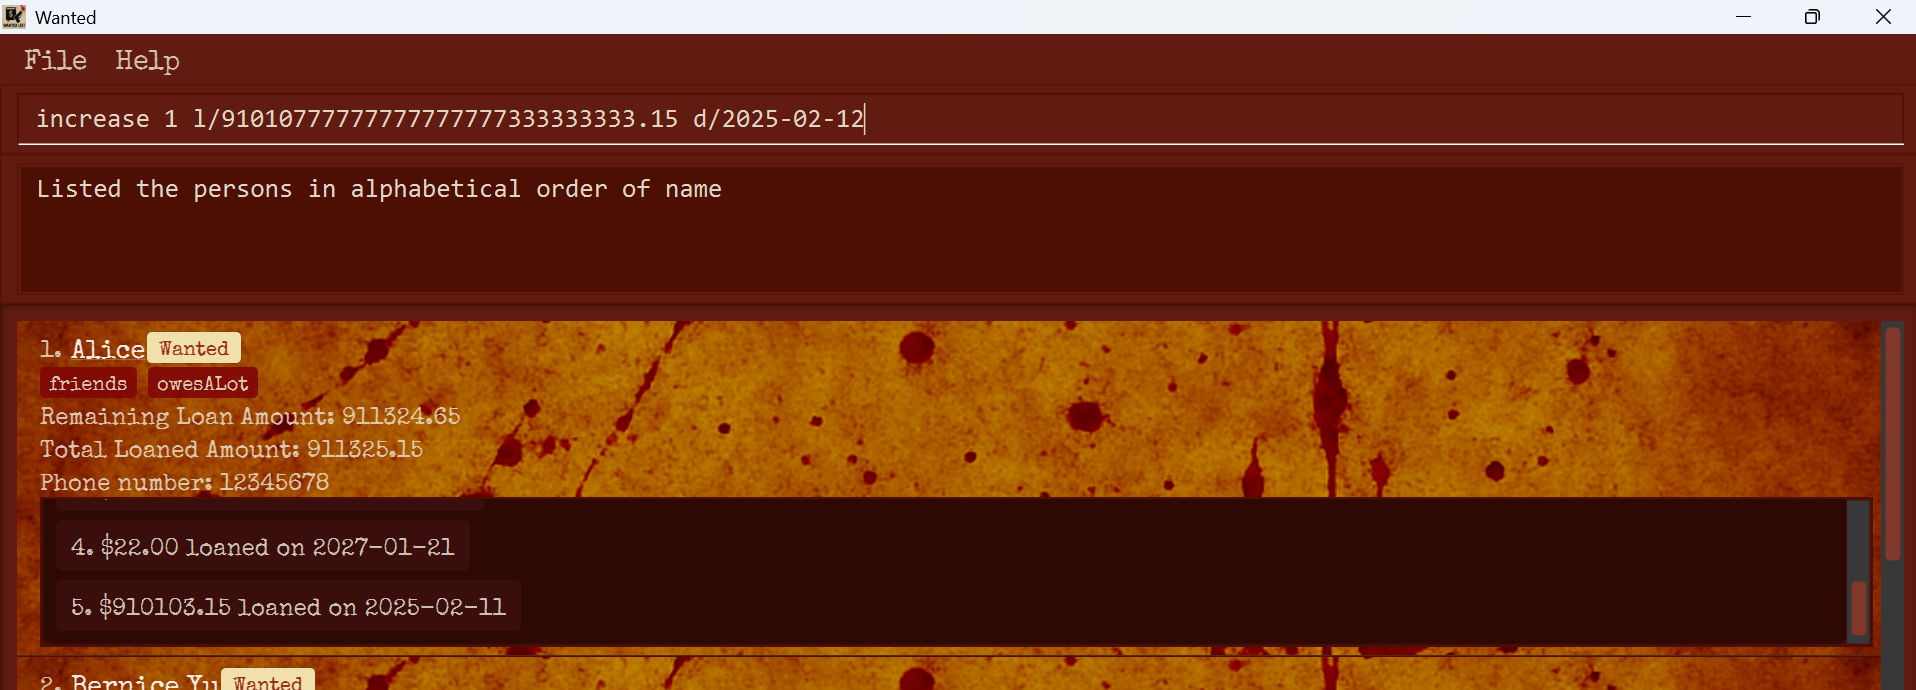 Wanted
File Help
increase 1 l/91010777777777777777333333333.15 d/2025-02-12
Listed the persons in alphabetical order of name
1. Alice Wanted
friends owesALot
Remaining Loan Amount: 911324.65
Total Loaned Amount: 911325.15
Phone number: 12345678
4. $22.00 loaned on 2027-01-21
5. $910103.15 loaned on 2025-02-11
2. Bernice Yu Wanted